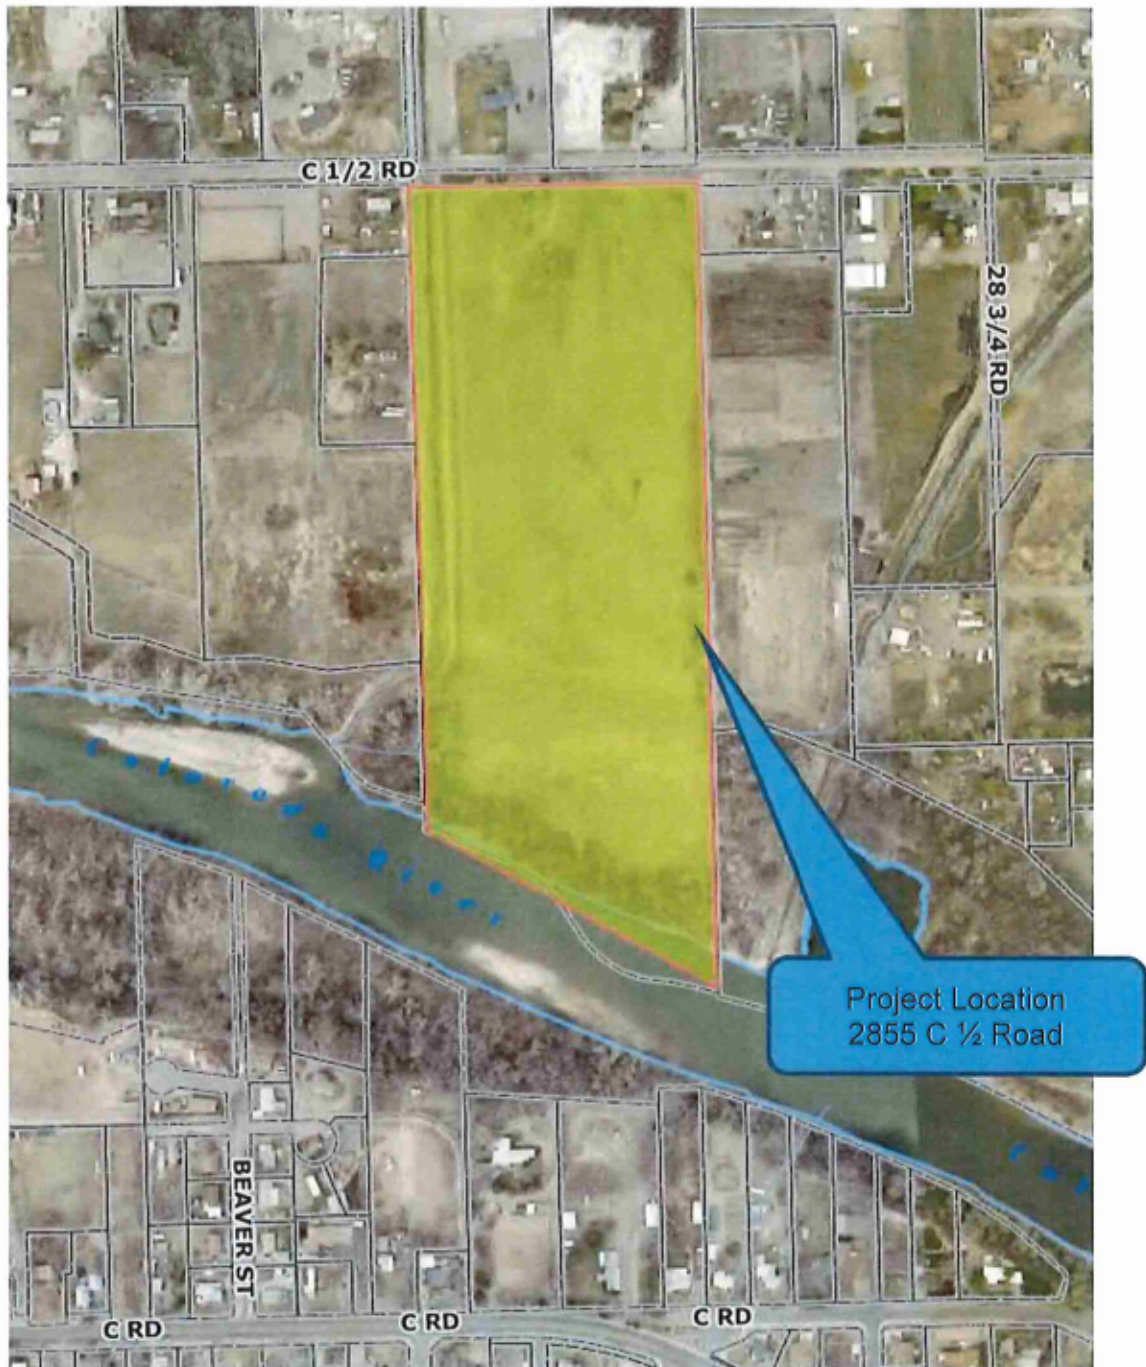 C 1/2 RD
28 3/4 RD
Colorado River
Project Location
2855 C ½ Road
BEAVER ST
C RD
C RD
C RD